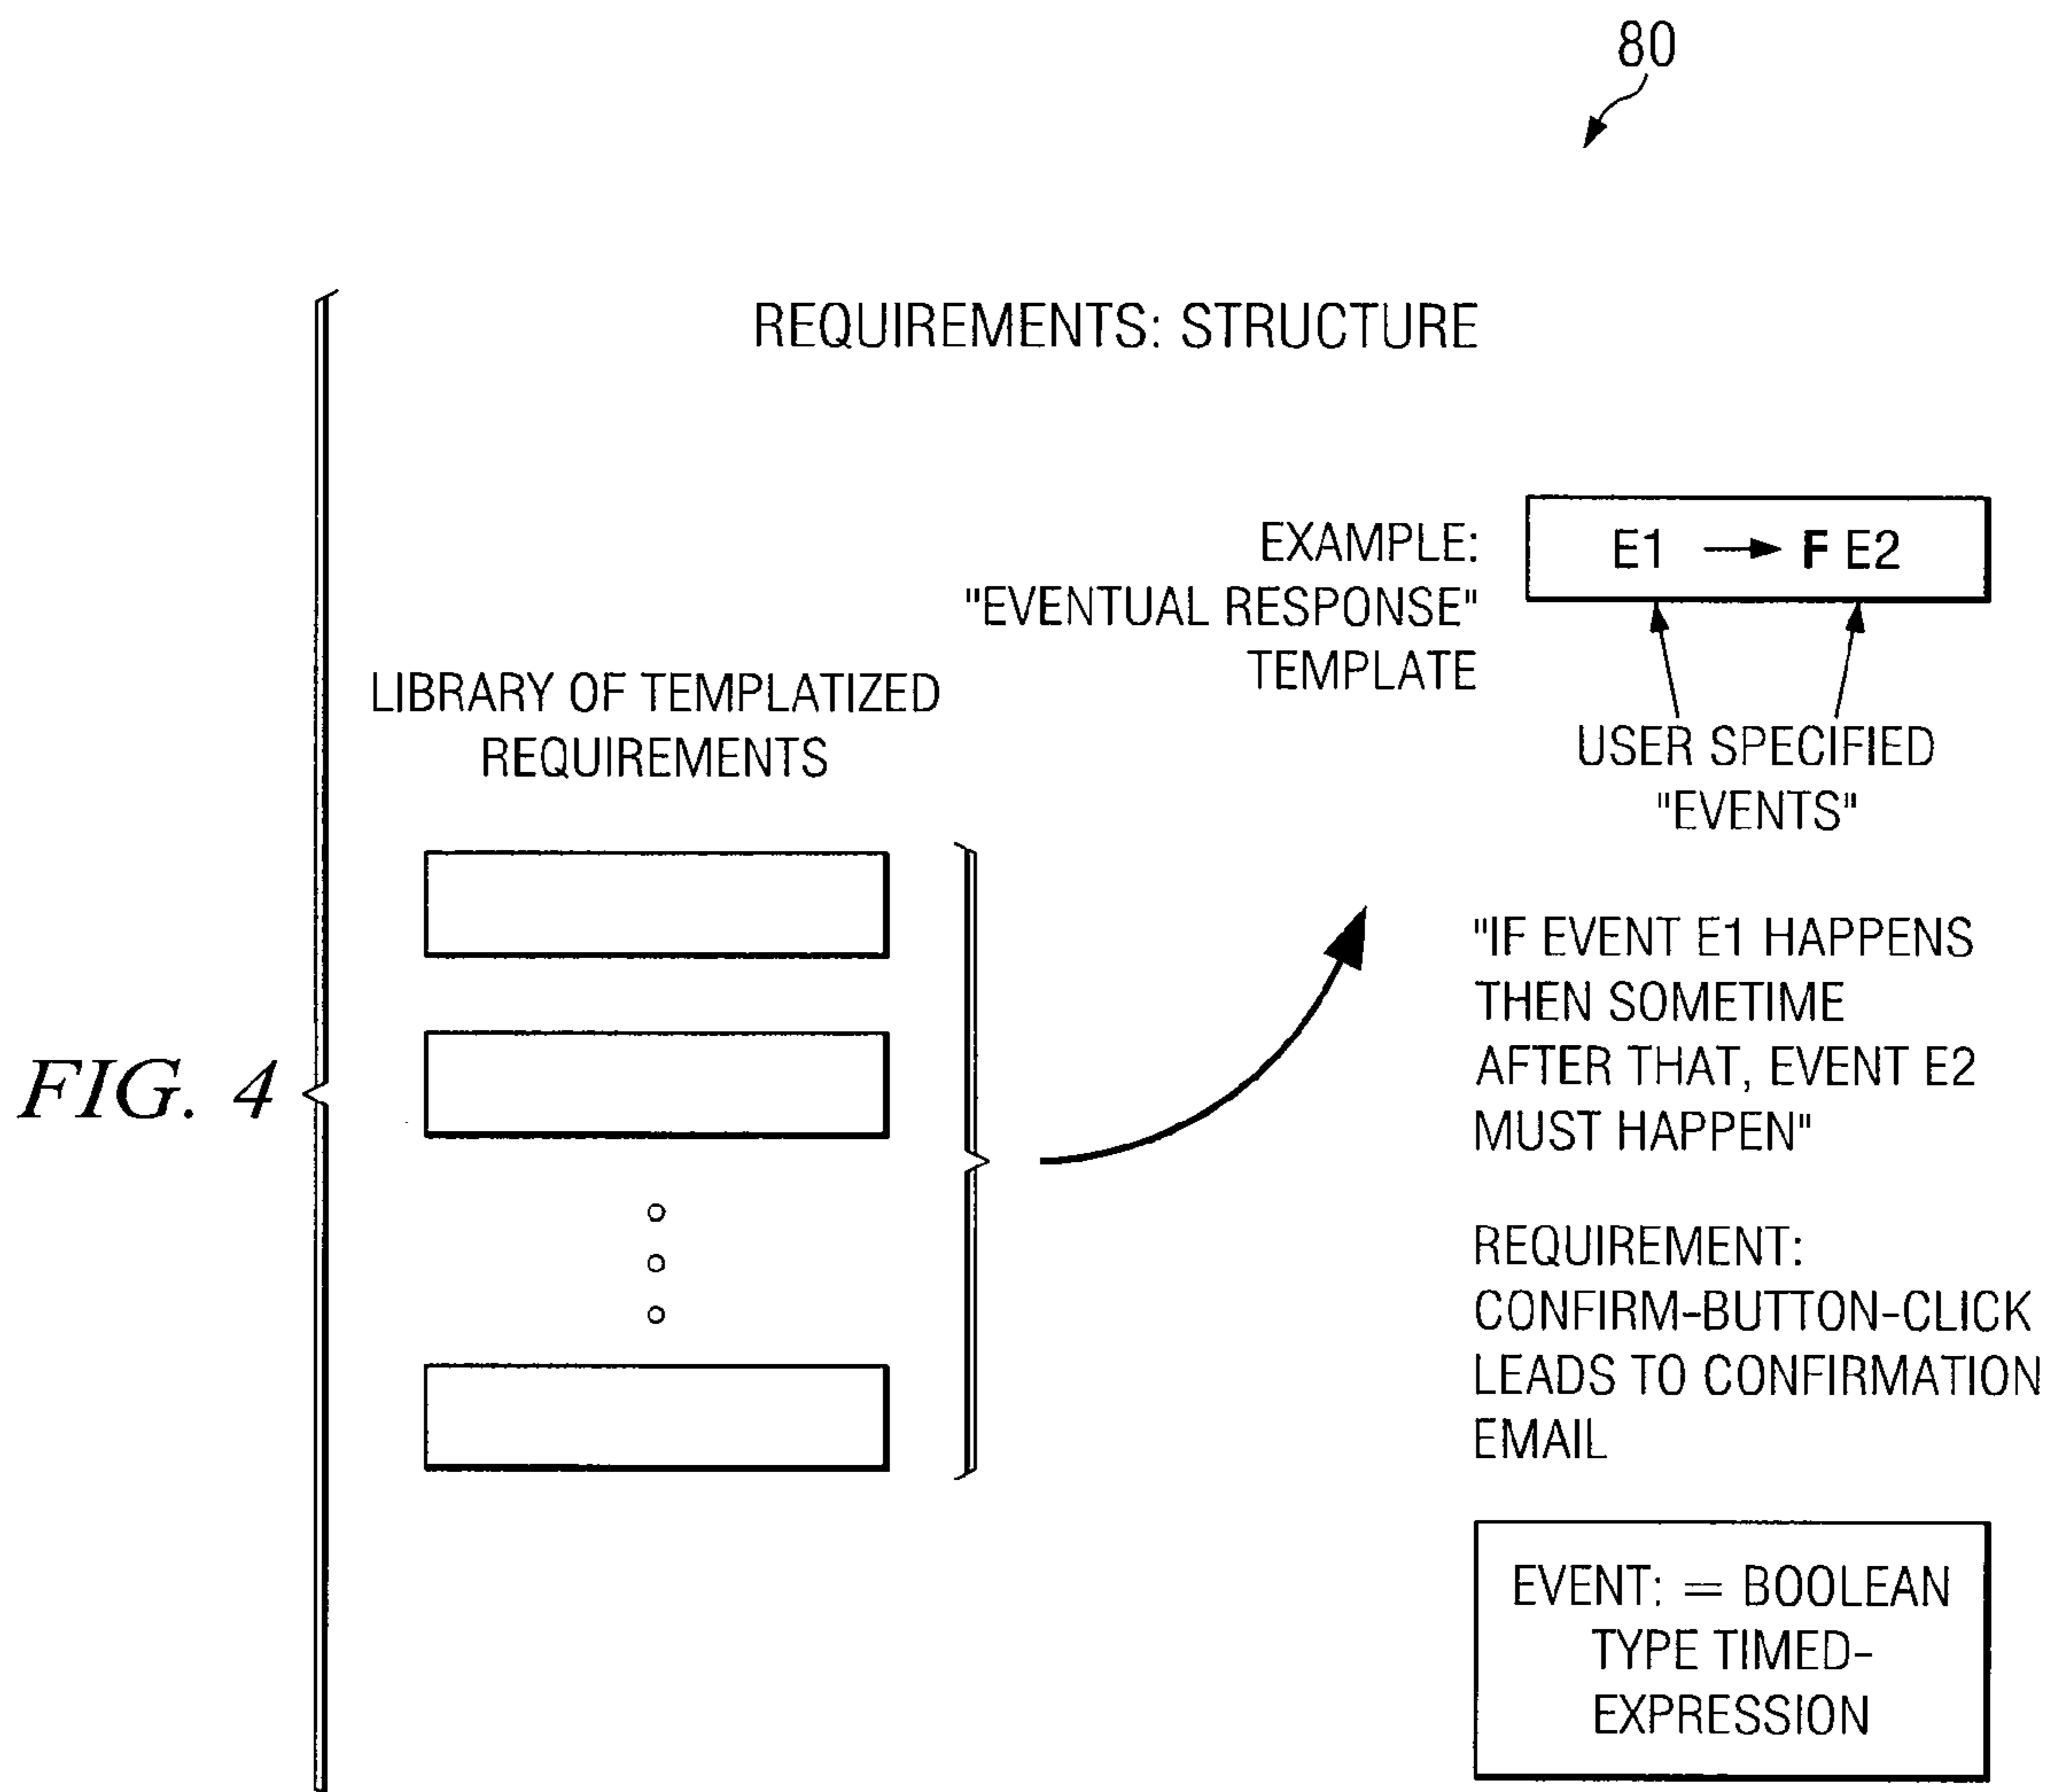 80
REQUIREMENTS: STRUCTURE
EXAMPLE:
"EVENTUAL RESPONSE"
TEMPLATE
E1 → F E2
USER SPECIFIED
"EVENTS"
LIBRARY OF TEMPLATIZED
REQUIREMENTS
"IF EVENT E1 HAPPENS
THEN SOMETIME
AFTER THAT, EVENT E2
MUST HAPPEN"
REQUIREMENT:
CONFIRM-BUTTON-CLICK
LEADS TO CONFIRMATION
EMAIL
EVENT: = BOOLEAN
TYPE TIMED-
EXPRESSION
FIG. 4